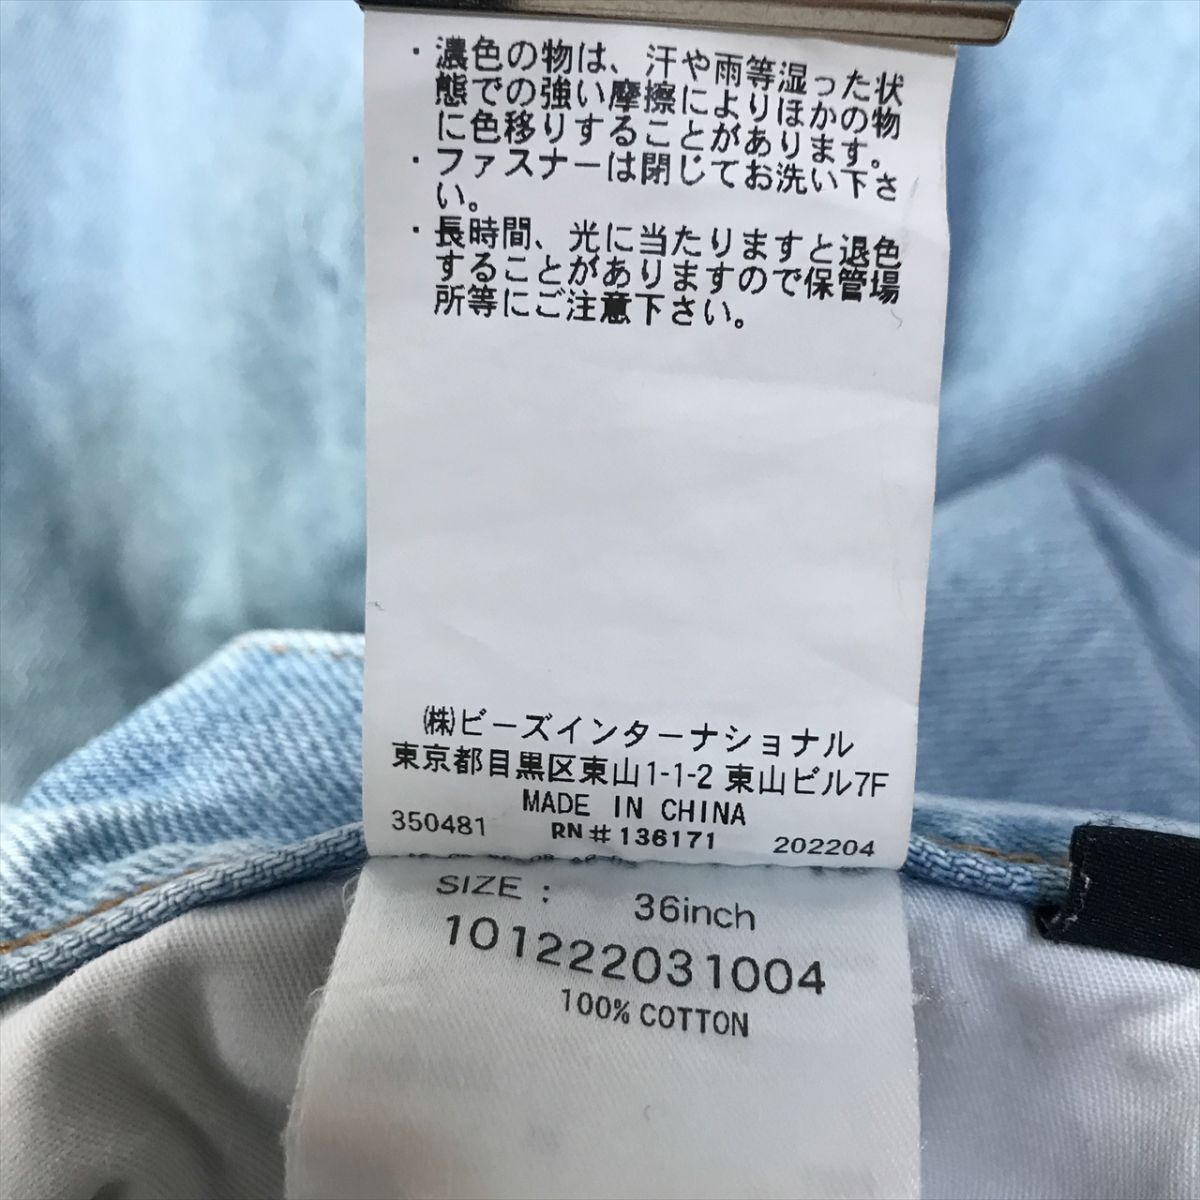 ・濃色の物は、汗や雨等湿った状
態での強い摩擦によりほかの物
に色移りすることがあります。
・ファスナーは閉じてお洗い下さ
い。
・長時間、光に当たりますと退色
することがありますので保管場
所等にご注意下さい。
㈱ビーズインターナショナル
東京都目黒区東山1-1-2 東山ビル7F
MADE IN CHINA
350481 RN#136171 202204
SIZE : 36inch
101222031004
100% COTTON